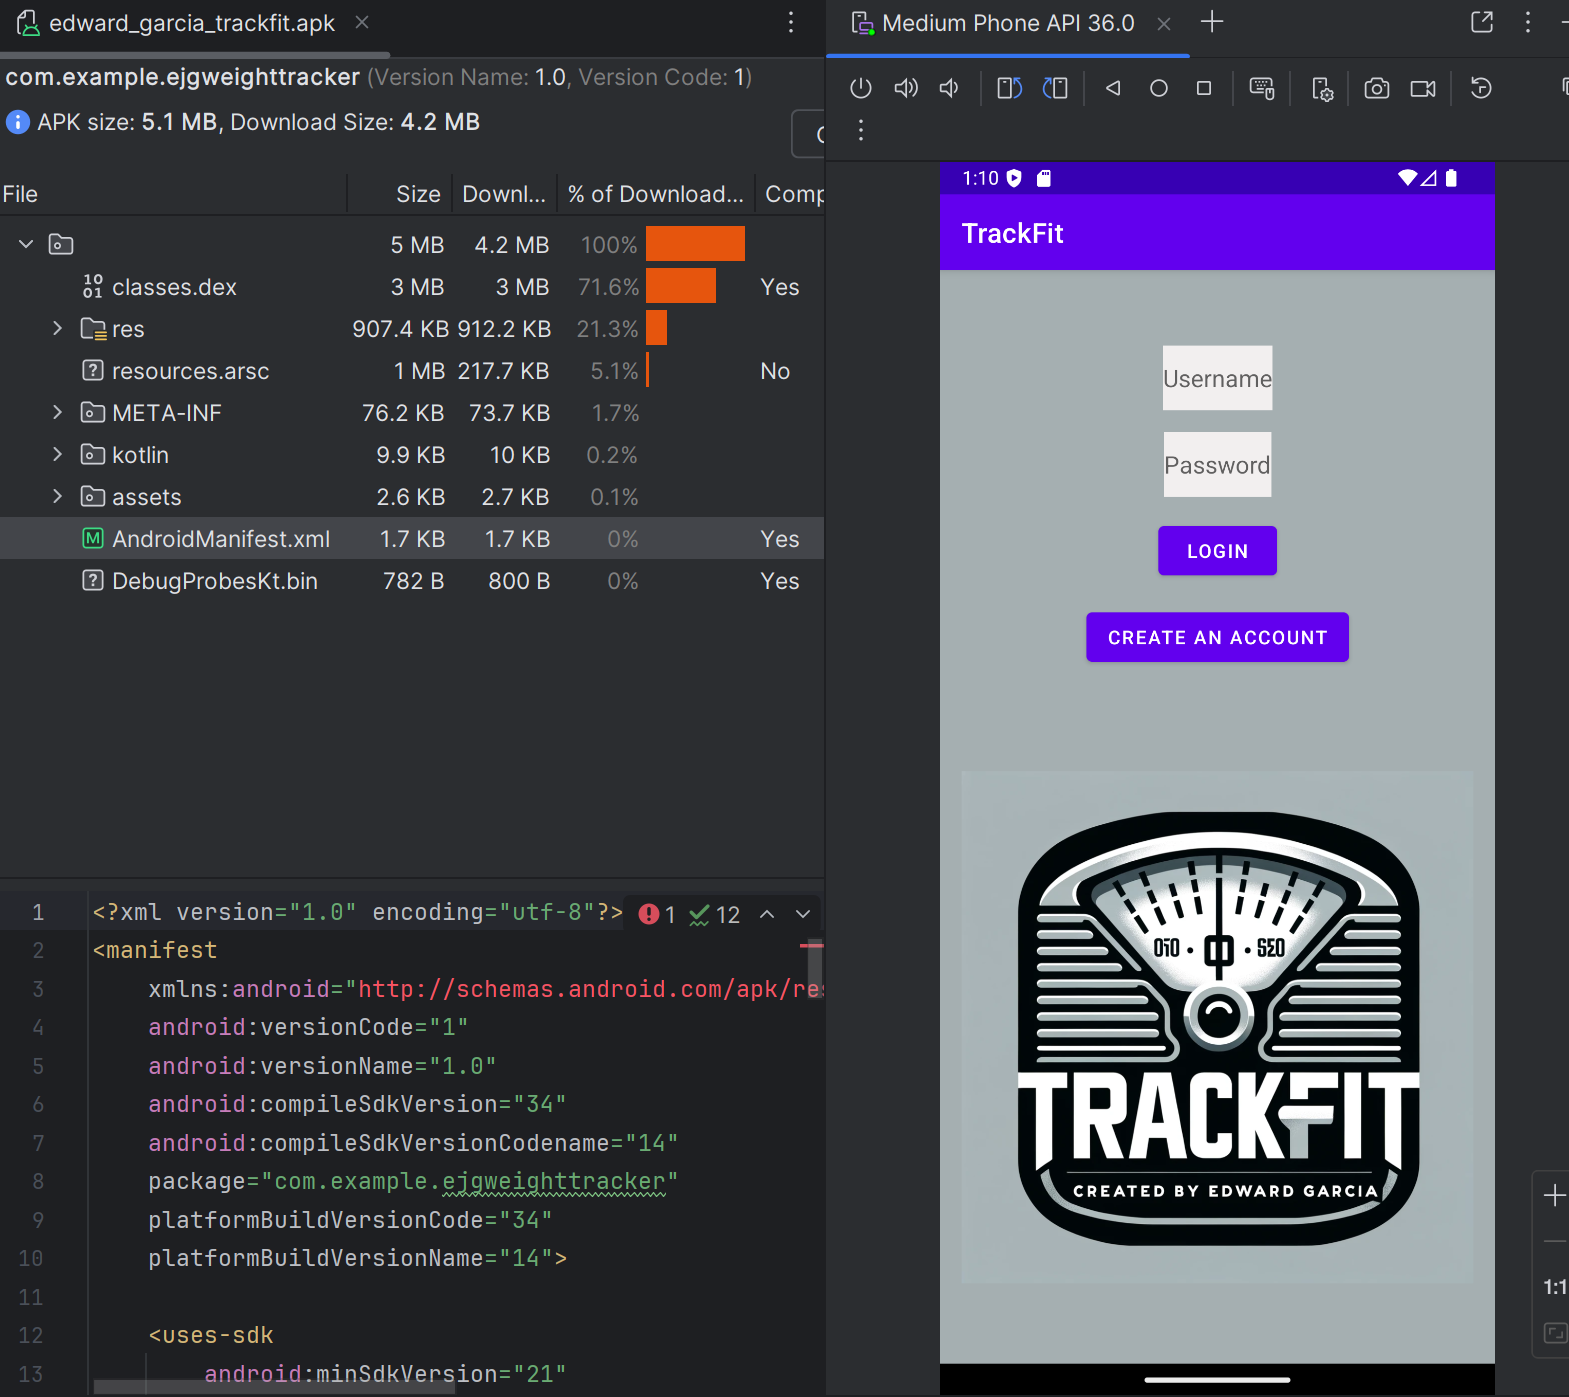 edward_garcia_trackfit.apk
com.example.ejgweighttracker (Version Name: 1.0, Version Code: 1)
APK size: 5.1 MB, Download Size: 4.2 MB
File Size Downl... % of Download...
5 MB 4.2 MB 100%
classes.dex 3 MB 3 MB 71.6% Yes
res 907.4 KB 912.2 KB 21.3%
resources.arsc 1 MB 217.7 KB 5.1% No
META-INF 76.2 KB 73.7 KB 1.7%
kotlin 9.9 KB 10 KB 0.2%
assets 2.6 KB 2.7 KB 0.1%
AndroidManifest.xml 1.7 KB 1.7 KB 0% Yes
DebugProbesKt.bin 782 B 800 B 0% Yes
1 <?xml version="1.0" encoding="utf-8"?> 1 12
2 <manifest
3 xmlns:android="http://schemas.android.com/apk/res
4 android:versionCode="1"
5 android:versionName="1.0"
6 android:compileSdkVersion="34"
7 android:compileSdkVersionCodename="14"
8 package="com.example.ejgweighttracker"
9 platformBuildVersionCode="34"
10 platformBuildVersionName="14">
11
12 <uses-sdk
13 android:minSdkVersion="21"
Medium Phone API 36.0
1:10
TrackFit
Username
Password
LOGIN
CREATE AN ACCOUNT
TRACKFIT
CREATED BY EDWARD GARCIA
1:1